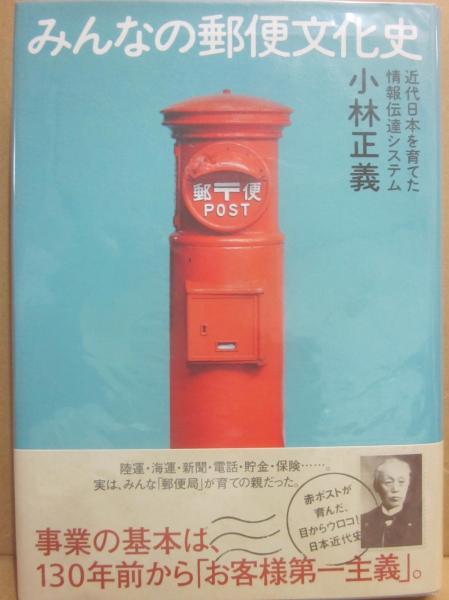 みんなの郵便文化史
近代日本を育てた
情報伝達システム
小林正義
郵〒便
POST
陸運・海運・新聞・電話・貯金・保険……。
実は、みんな「郵便局」が育ての親だった。
赤ポストが
育んだ、
目からウロコ!
日本近代史
事業の基本は、
130年前から「お客様第一主義」。